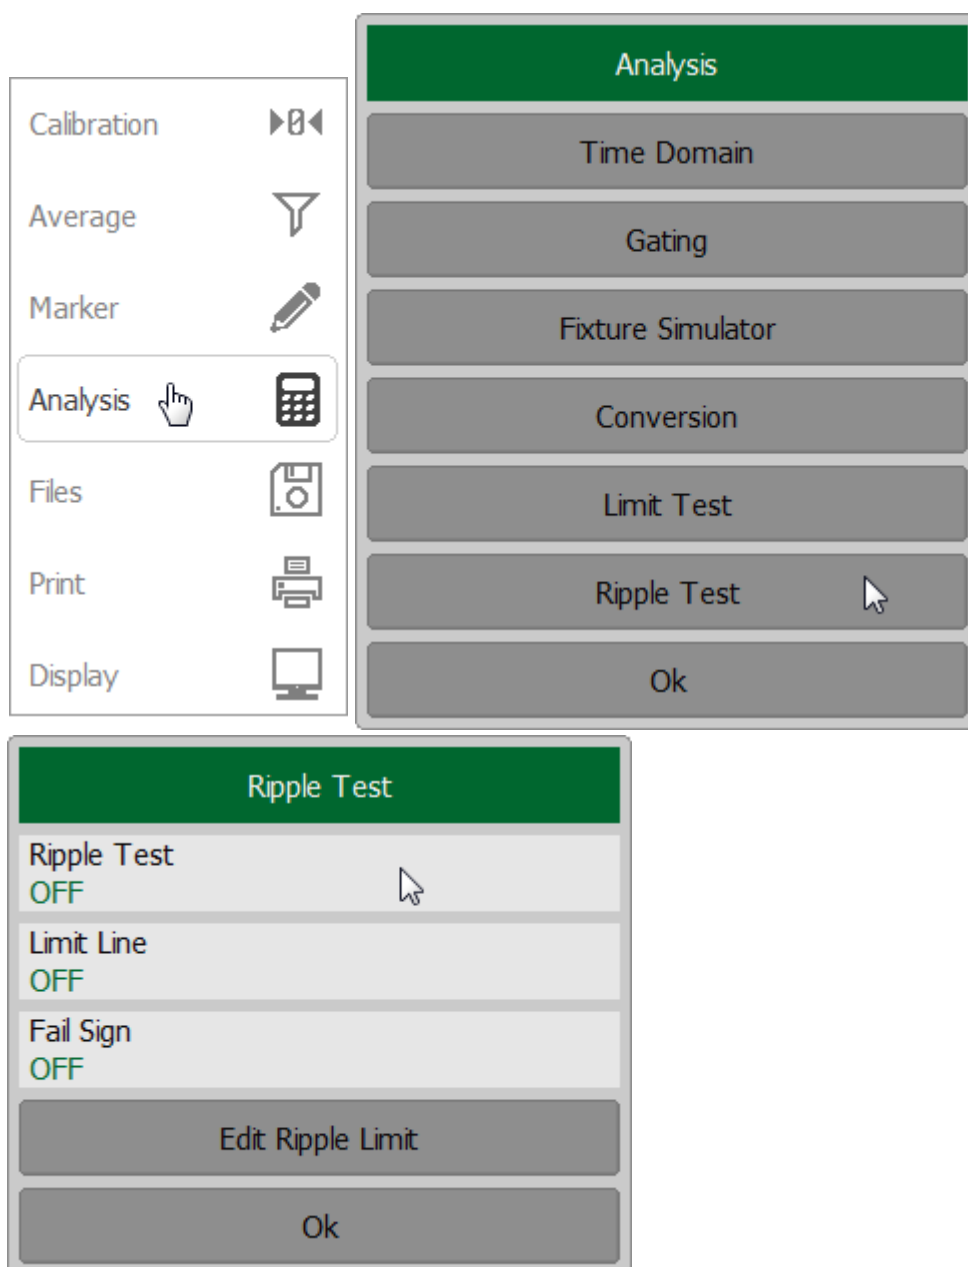 Calibration
Average
Marker
Analysis
Files
Print
Display
Analysis
Time Domain
Gating
Fixture Simulator
Conversion
Limit Test
Ripple Test
Ok
Ripple Test
Ripple Test
OFF
Limit Line
OFF
Fail Sign
OFF
Edit Ripple Limit
Ok